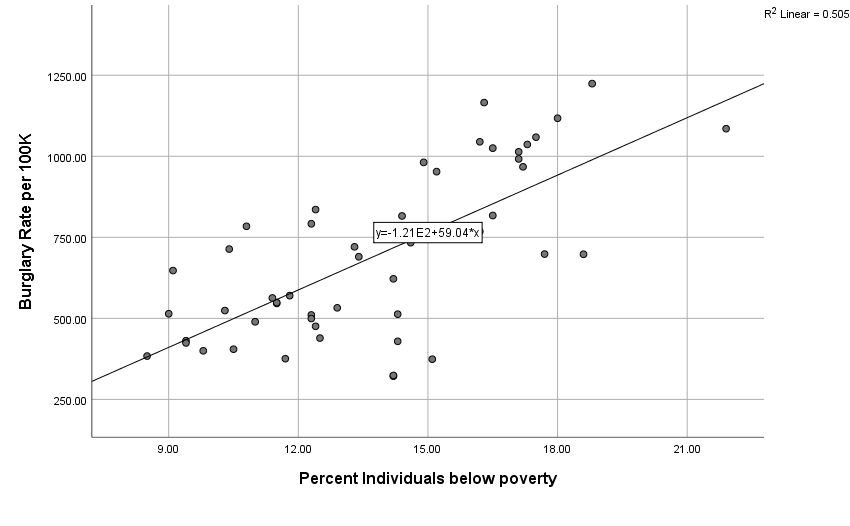 R2 Linear = 0.505
1250.00
1000.00
750.00
500.00
250.00
Burglary Rate per 100K
y=-1.21E2+59.04*x
9.00
12.00
15.00
18.00
21.00
Percent Individuals below poverty